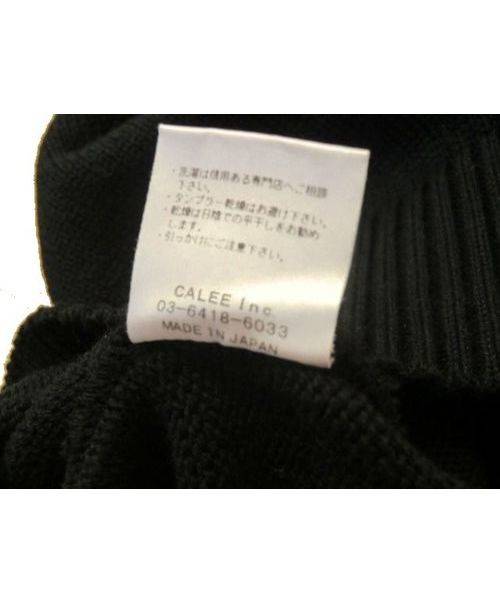 ・洗濯は信用ある専門店へご相談
下さい。
・タンブラー乾燥はお避け下さい。
・乾燥は日陰での平干しをお勧め
します。
・引っかけにご注意下さい。
CALEE Inc.
03-6418-6033
MADE IN JAPAN